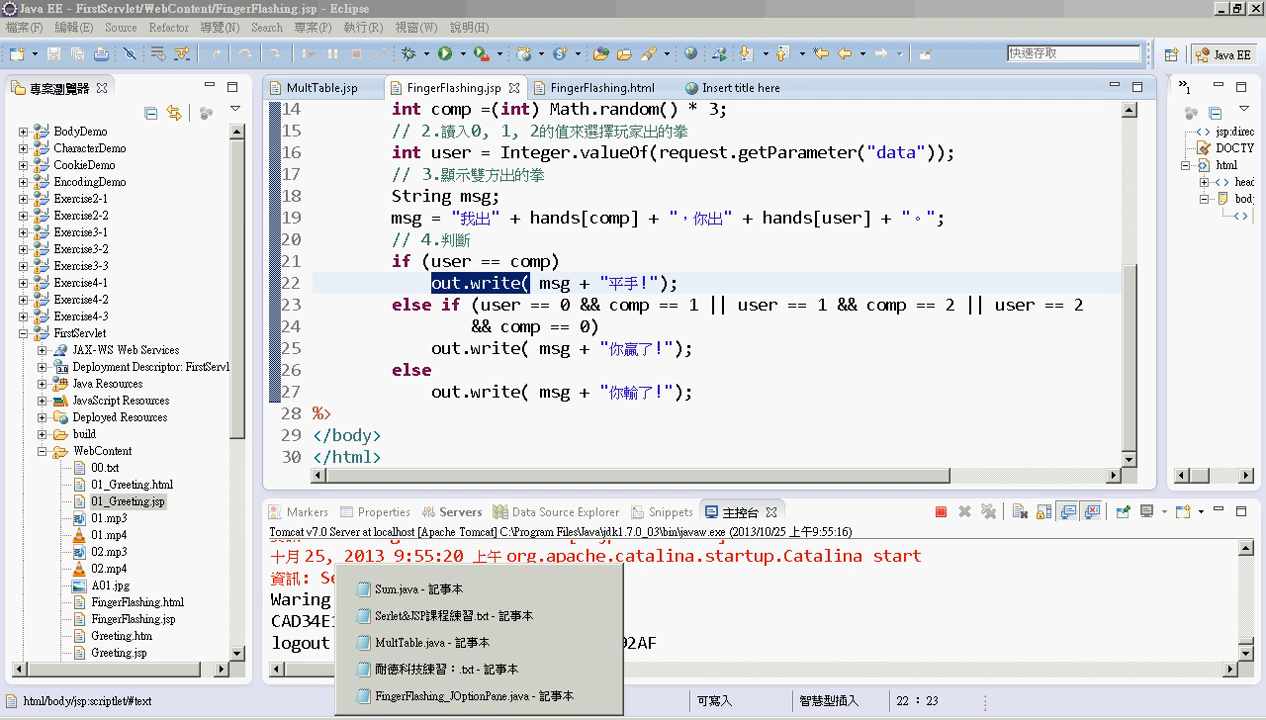 Java EE - FirstServlet/WebContent/FingerFlashing.jsp - Eclipse
檔案(F) 編輯(E) Source Refactor 導覽(N) Search 專案(P) 執行(R) 視窗(W) 說明(H)
快速存取
Java EE
專案瀏覽器
BodyDemo
CharacterDemo
CookieDemo
EncodingDemo
Exercise2-1
Exercise2-2
Exercise3-1
Exercise3-2
Exercise3-3
Exercise4-1
Exercise4-2
Exercise4-3
FirstServlet
JAX-WS Web Services
Deployment Descriptor: FirstServl
Java Resources
JavaScript Resources
Deployed Resources
build
WebContent
00.txt
01_Greeting.html
01_Greeting.jsp
01.mp3
01.mp4
02.mp3
02.mp4
A01.jpg
FingerFlashing.html
FingerFlashing.jsp
Greeting.htm
Greeting.jsp
MultTable.jsp FingerFlashing.jsp FingerFlashing.html Insert title here
14 int comp =(int) Math.random() * 3;
15 // 2.讀入0, 1, 2的值來選擇玩家出的拳
16 int user = Integer.valueOf(request.getParameter("data"));
17 // 3.顯示雙方出的拳
18 String msg;
19 msg = "我出" + hands[comp] + "，你出" + hands[user] + "。";
20 // 4.判斷
21 if (user == comp)
22 out.write( msg + "平手!");
23 else if (user == 0 && comp == 1 || user == 1 && comp == 2 || user == 2
24 && comp == 0)
25 out.write( msg + "你贏了!");
26 else
27 out.write( msg + "你輸了!");
28 %>
29 </body>
30 </html>
jsp:direc
DOCTY
html
head
body
Markers Properties Servers Data Source Explorer Snippets 主控台
Tomcat v7.0 Server at localhost [Apache Tomcat] C:\Program Files\Java\jdk1.7.0_03\bin\javaw.exe (2013/10/25 上午9:55:16)
十月 25, 2013 9:55:20 上午 org.apache.catalina.startup.Catalina start
資訊: Se
Waring
CAD34E1
logout 02AF
Sum.java - 記事本
Serlet&JSP課程練習.txt - 記事本
MultTable.java - 記事本
耐德科技練習：.txt - 記事本
FingerFlashing_JOptionPane.java - 記事本
html/body/jsp:scriptlet/#text
可寫入
智慧型插入
22 : 23